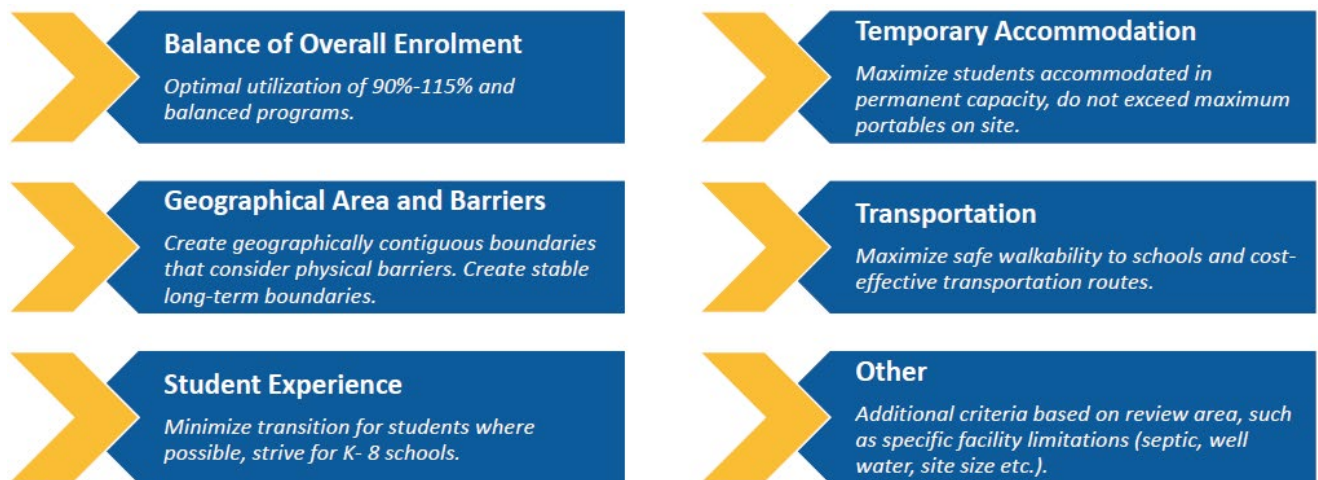 Balance of Overall Enrolment
Optimal utilization of 90%-115% and
balanced programs.
Geographical Area and Barriers
Create geographically contiguous boundaries
that consider physical barriers. Create stable
long-term boundaries.
Student Experience
Minimize transition for students where
possible, strive for K- 8 schools.
Temporary Accommodation
Maximize students accommodated in
permanent capacity, do not exceed maximum
portables on site.
Transportation
Maximize safe walkability to schools and cost-
effective transportation routes.
Other
Additional criteria based on review area, such
as specific facility limitations (septic, well
water, site size etc.).